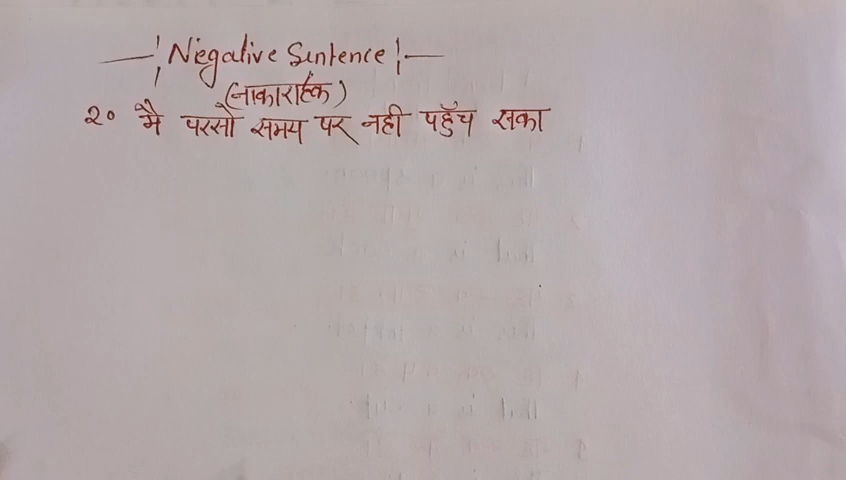 —¦ Negative Sentence ¦—
(नाकारात्मक)
२० मै परसो समय पर नही पहुँच सका